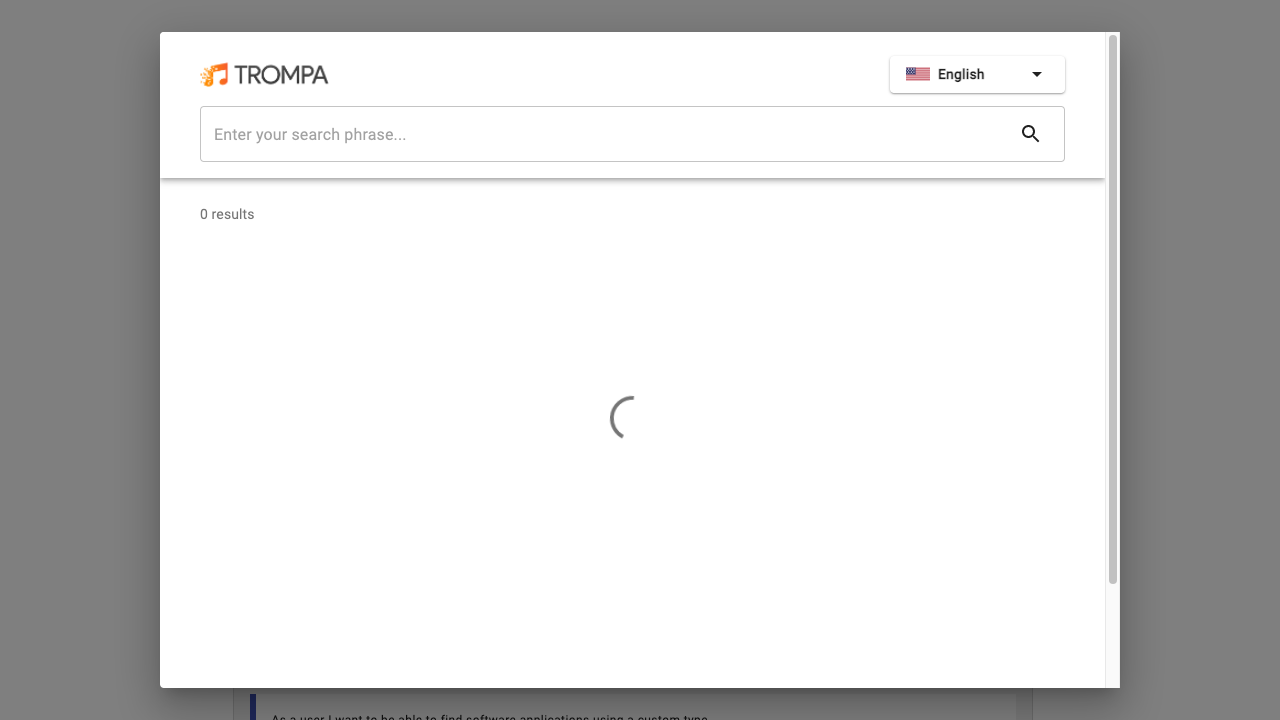 TROMPA
English
Enter your search phrase...
0 results
As a user I want to be able to find software applications using a custom type